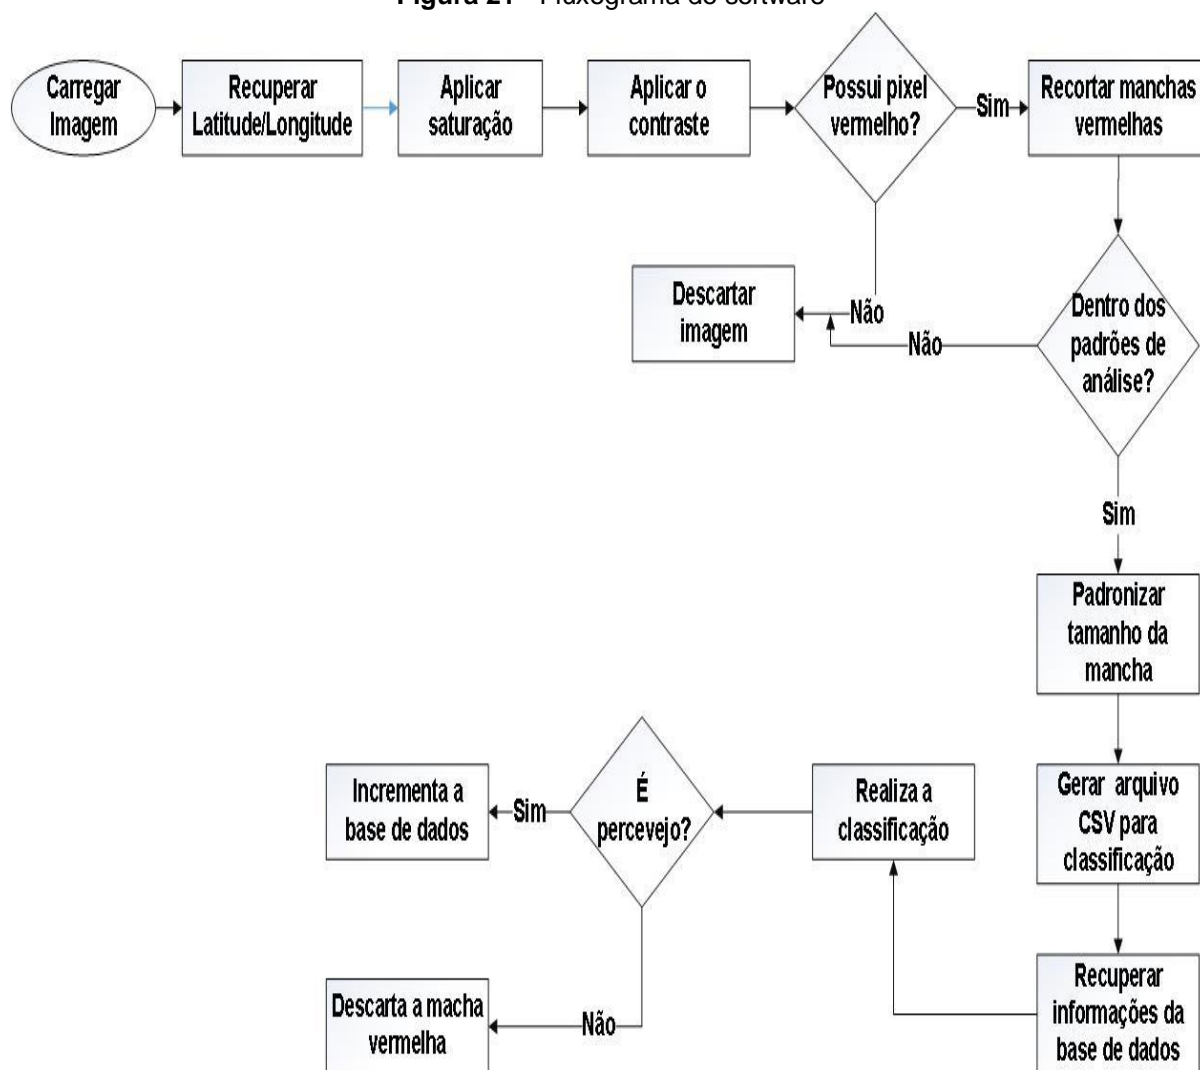 Figura 21 - Fluxograma do software
Carregar
Imagem
Recuperar
Latitude/Longitude
Aplicar
saturação
Aplicar o
contraste
Possui pixel
vermelho?
Sim
Recortar manchas
vermelhas
Não
Descartar
imagem
Dentro dos
padrões de
análise?
Não
Sim
Padronizar
tamanho da
mancha
Gerar arquivo
CSV para
classificação
Recuperar
informações da
base de dados
Realiza a
classificação
É
percevejo?
Sim
Incrementa a
base de dados
Não
Descarta a macha
vermelha